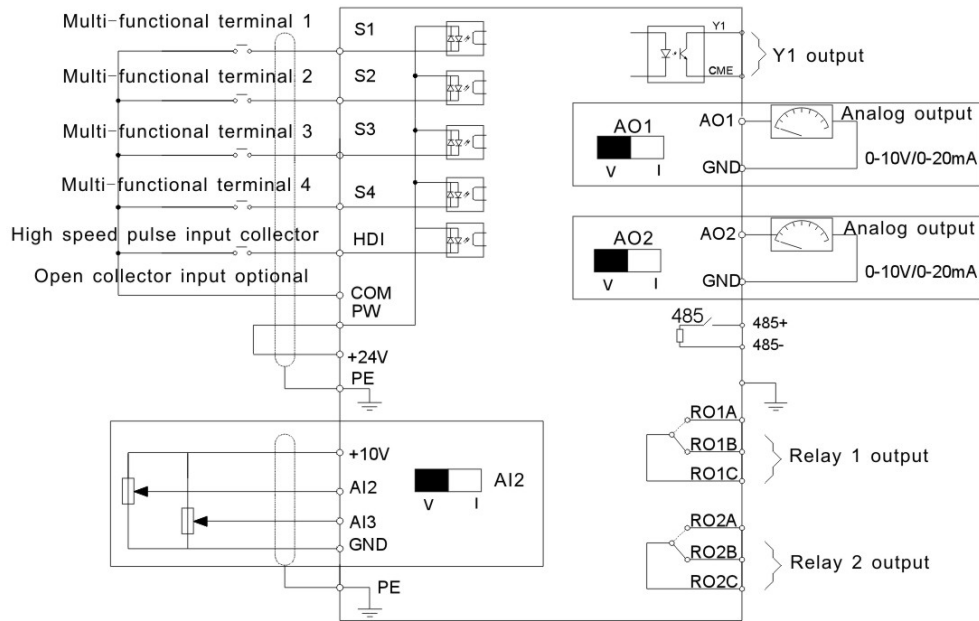 Multi-functional terminal 1
S1
Multi-functional terminal 2
S2
Multi-functional terminal 3
S3
Multi-functional terminal 4
S4
High speed pulse input collector
HDI
Open collector input optional
COM
PW
+24V
PE
+10V
AI2
AI3
GND
PE
V I
AI2
Y1
CME
Y1 output
AO1
V I
AO1
GND
Analog output
0-10V/0-20mA
AO2
V I
AO2
GND
Analog output
0-10V/0-20mA
485
485+
485-
RO1A
RO1B
RO1C
Relay 1 output
RO2A
RO2B
RO2C
Relay 2 output